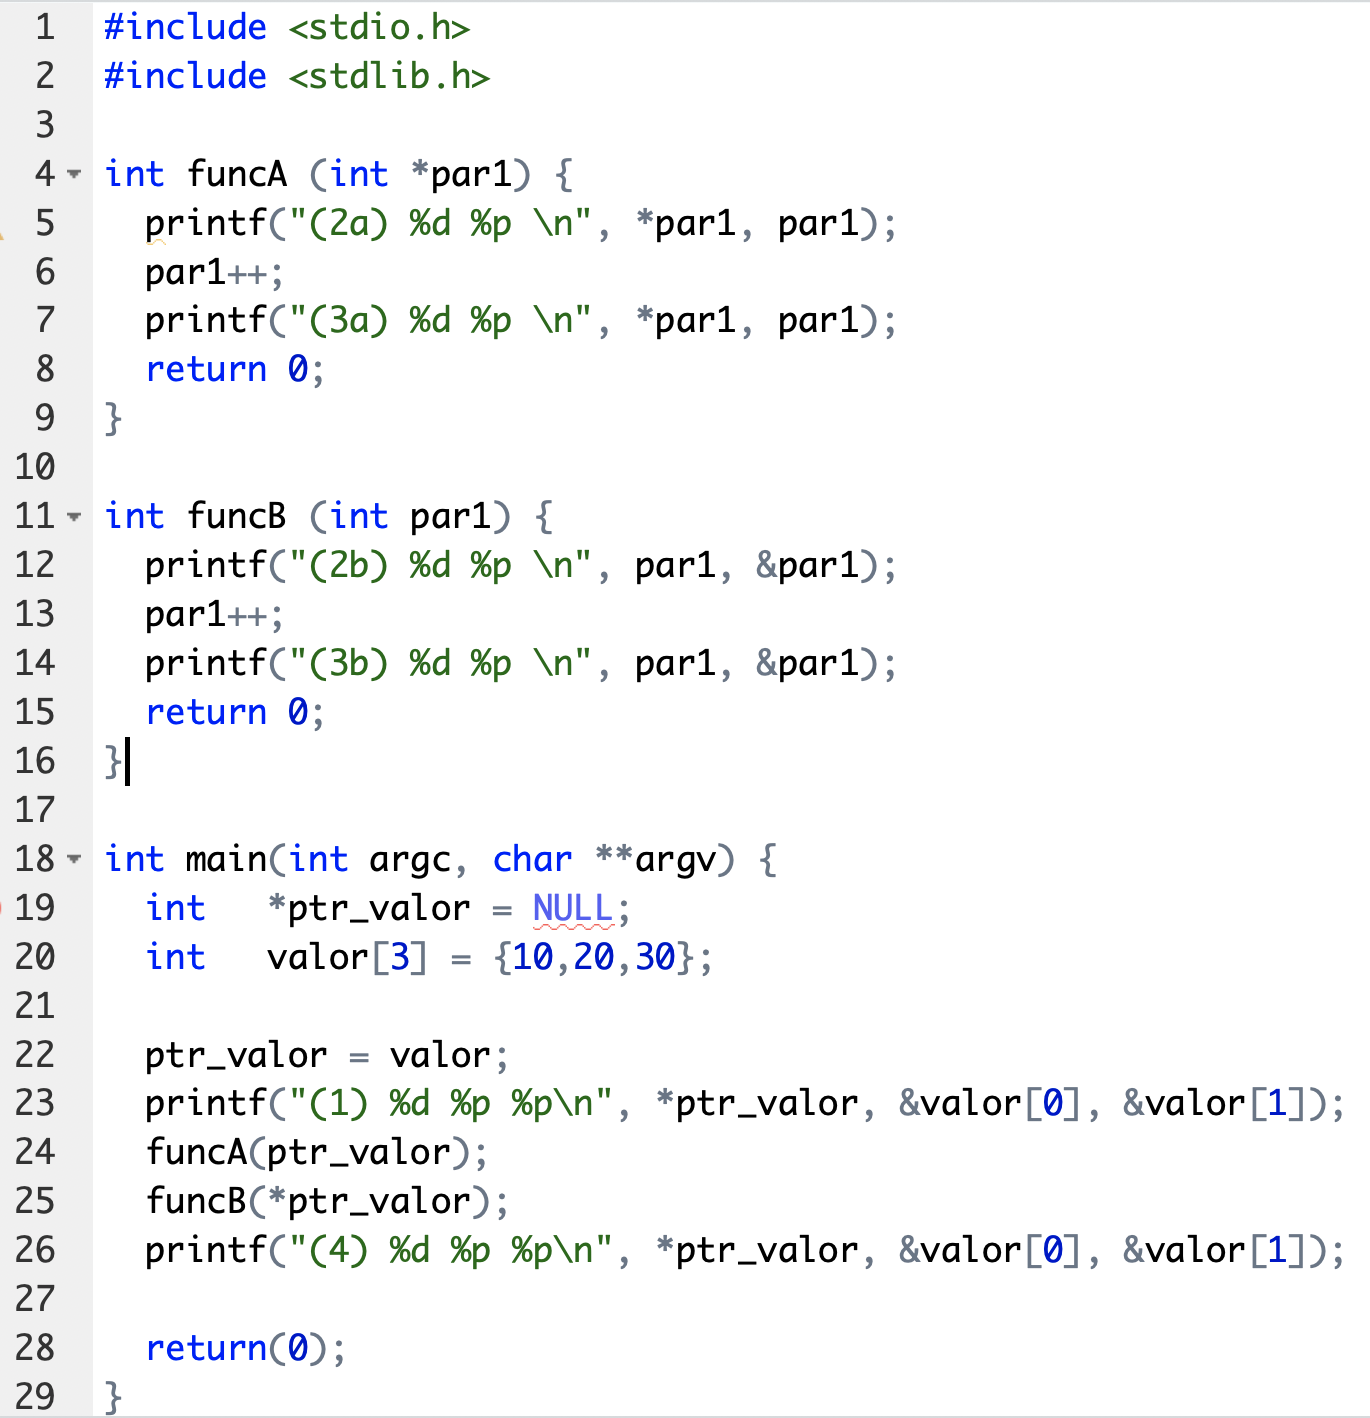 1 #include <stdio.h>
2 #include <stdlib.h>
3
4 int funcA (int *par1) {
5   printf("(2a) %d %p \n", *par1, par1);
6   par1++;
7   printf("(3a) %d %p \n", *par1, par1);
8   return 0;
9 }
10
11 int funcB (int par1) {
12   printf("(2b) %d %p \n", par1, &par1);
13   par1++;
14   printf("(3b) %d %p \n", par1, &par1);
15   return 0;
16 }
17
18 int main(int argc, char **argv) {
19   int   *ptr_valor = NULL;
20   int   valor[3] = {10,20,30};
21
22   ptr_valor = valor;
23   printf("(1) %d %p %p\n", *ptr_valor, &valor[0], &valor[1]);
24   funcA(ptr_valor);
25   funcB(*ptr_valor);
26   printf("(4) %d %p %p\n", *ptr_valor, &valor[0], &valor[1]);
27
28   return(0);
29 }